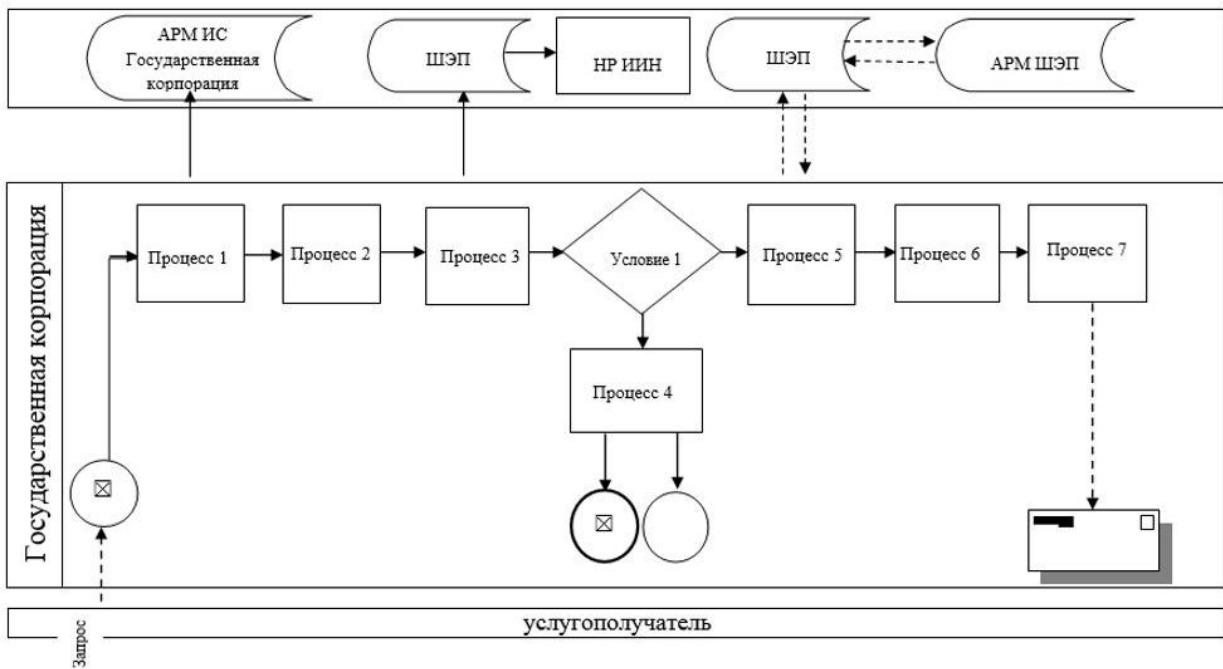 АРМ ИС
Государственная
корпорация
ШЭП
НР ИИН
ШЭП
АРМ ШЭП
Государственная корпорация
Процесс 1
Процесс 2
Процесс 3
Условие 1
Процесс 5
Процесс 6
Процесс 7
Процесс 4
услугополучатель
Запрос